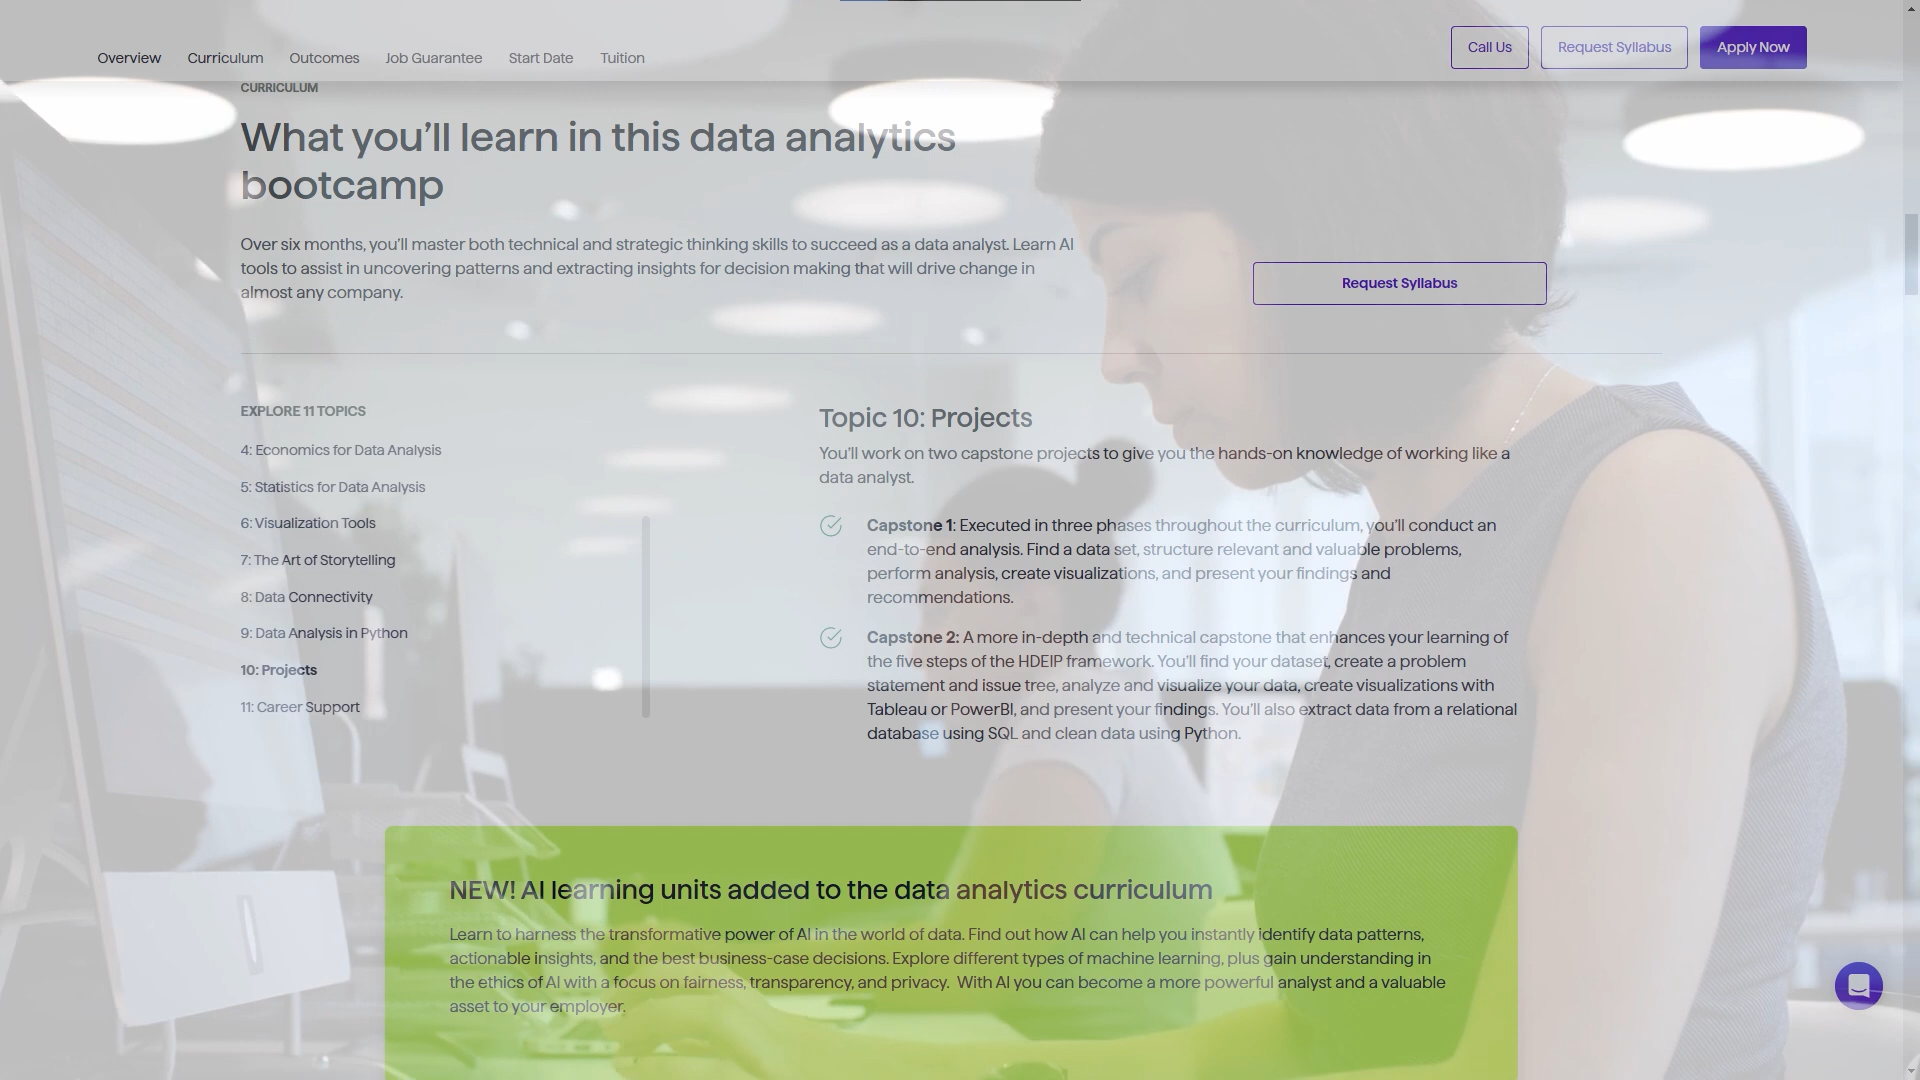 Overview Curriculum Outcomes Job Guarantee Start Date Tuition
Call Us Request Syllabus Apply Now
CURRICULUM
What you’ll learn in this data analytics
bootcamp
Over six months, you’ll master both technical and strategic thinking skills to succeed as a data analyst. Learn AI
tools to assist in uncovering patterns and extracting insights for decision making that will drive change in
almost any company.
Request Syllabus
EXPLORE 11 TOPICS
4: Economics for Data Analysis
5: Statistics for Data Analysis
6: Visualization Tools
7: The Art of Storytelling
8: Data Connectivity
9: Data Analysis in Python
10: Projects
11: Career Support
Topic 10: Projects
You’ll work on two capstone projects to give you the hands-on knowledge of working like a
data analyst.
Capstone 1: Executed in three phases throughout the curriculum, you’ll conduct an
end-to-end analysis. Find a data set, structure relevant and valuable problems,
perform analysis, create visualizations, and present your findings and
recommendations.
Capstone 2: A more in-depth and technical capstone that enhances your learning of
the five steps of the HDEIP framework. You’ll find your dataset, create a problem
statement and issue tree, analyze and visualize your data, create visualizations with
Tableau or PowerBI, and present your findings. You’ll also extract data from a relational
database using SQL and clean data using Python.
NEW! AI learning units added to the data analytics curriculum
Learn to harness the transformative power of AI in the world of data. Find out how AI can help you instantly identify data patterns,
actionable insights, and the best business-case decisions. Explore different types of machine learning, plus gain understanding in
the ethics of AI with a focus on fairness, transparency, and privacy. With AI you can become a more powerful analyst and a valuable
asset to your employer.